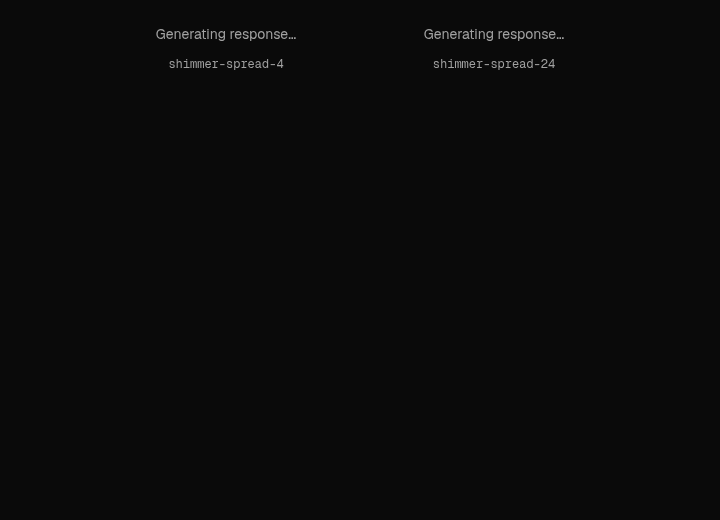 Generating response…
shimmer-spread-4
Generating response…
shimmer-spread-24